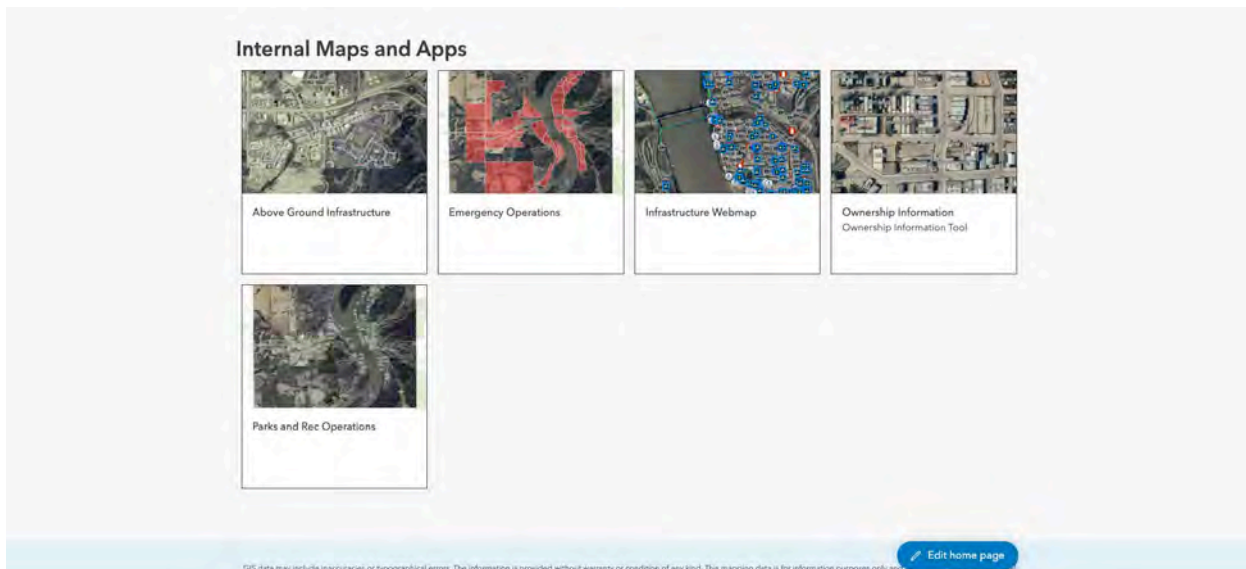 Internal Maps and Apps
Above Ground Infrastructure
Emergency Operations
Infrastructure Webmap
Ownership Information
Ownership Information Tool
Parks and Rec Operations
Edit home page
GIS data may include inaccuracies or typographical errors. The information is provided without warranty or condition of any kind. This mapping data is for information purposes only and